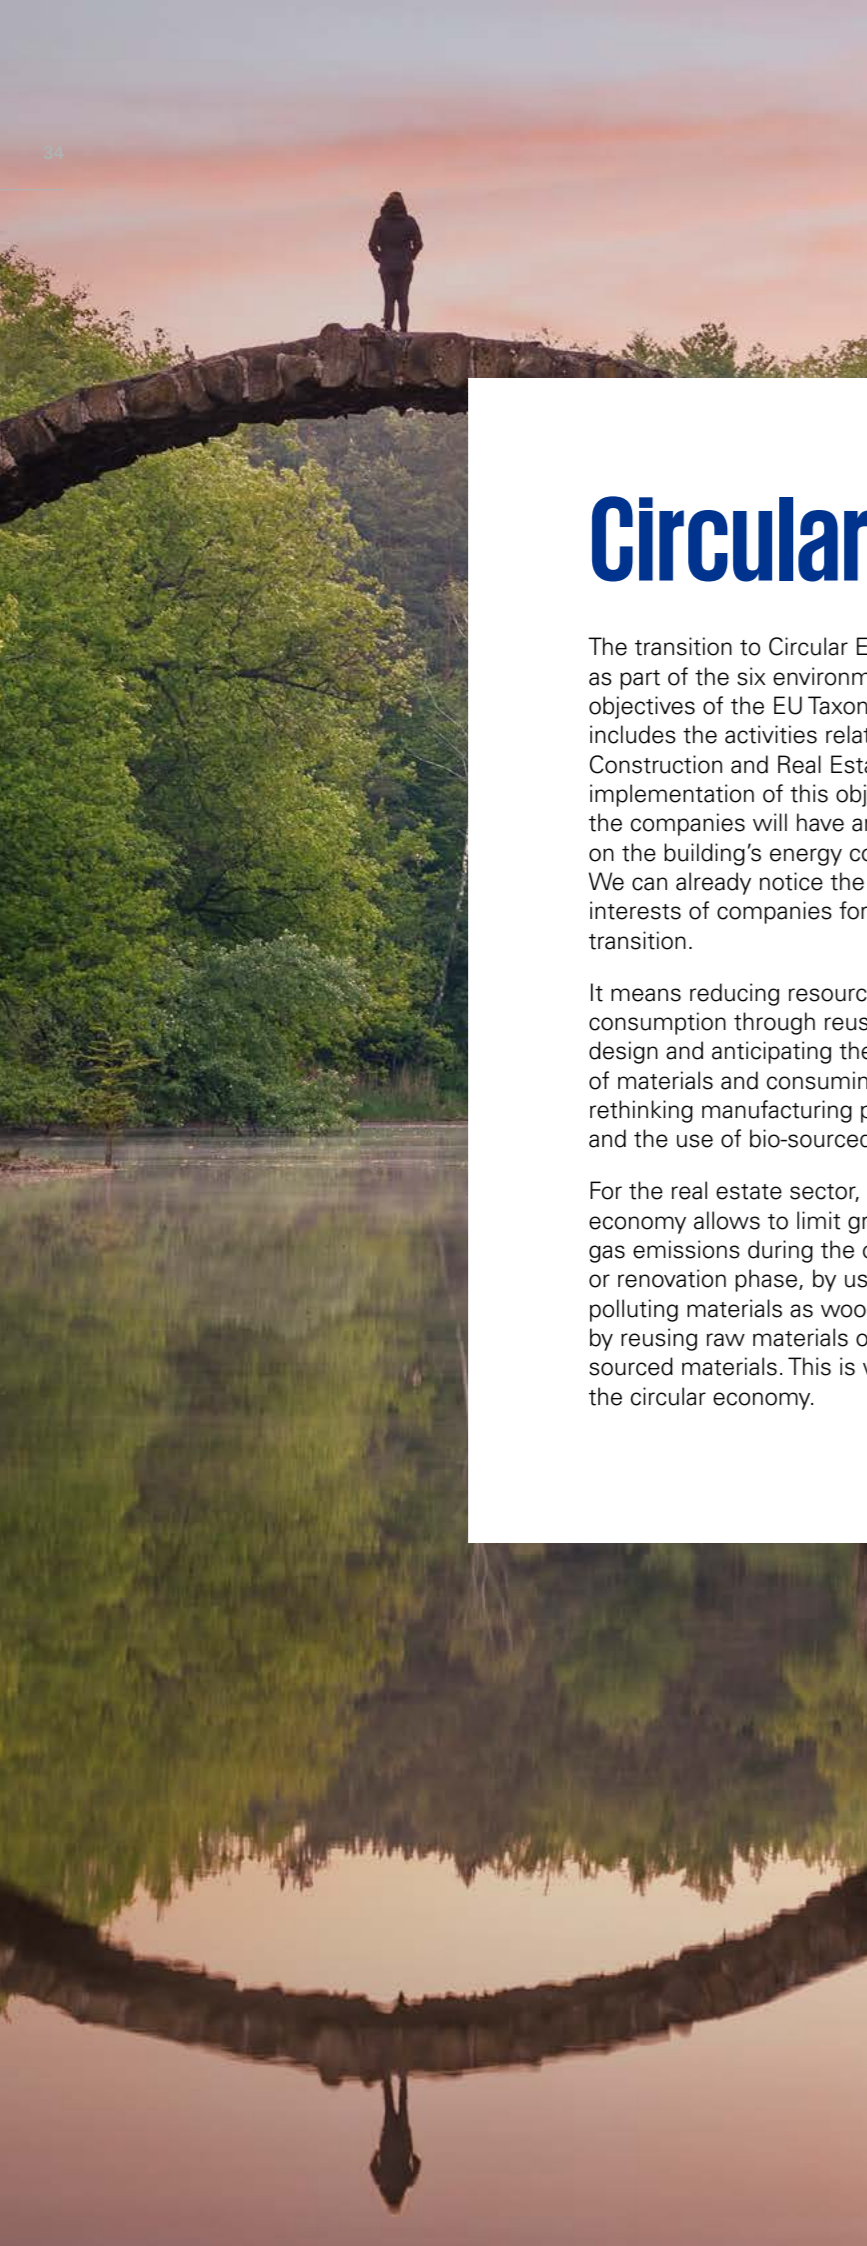 34
Circular
The transition to Circular E
as part of the six environm
objectives of the EU Taxon
includes the activities relat
Construction and Real Esta
implementation of this obj
the companies will have an
on the building’s energy co
We can already notice the
interests of companies for
transition.
It means reducing resourc
consumption through reus
design and anticipating the
of materials and consumin
rethinking manufacturing p
and the use of bio-sourced
For the real estate sector,
economy allows to limit gr
gas emissions during the c
or renovation phase, by us
polluting materials as woo
by reusing raw materials o
sourced materials. This is v
the circular economy.